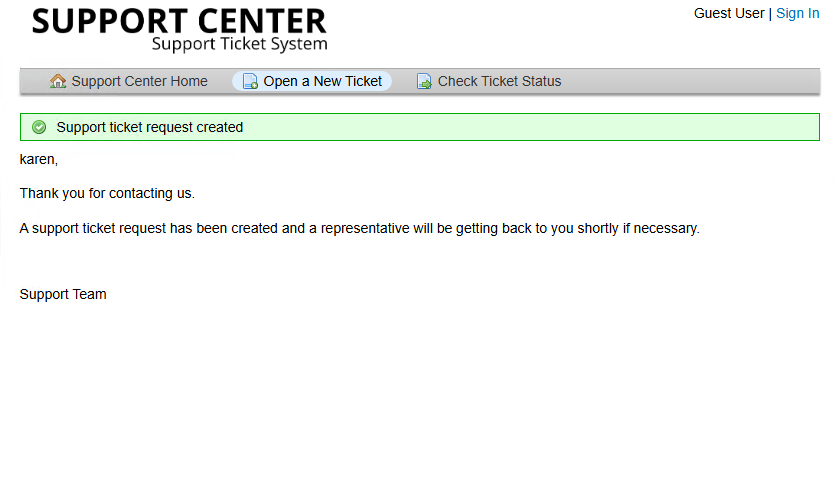 SUPPORT CENTER
Support Ticket System
Guest User | Sign In
Support Center Home
Open a New Ticket
Check Ticket Status
Support ticket request created
karen,
Thank you for contacting us.
A support ticket request has been created and a representative will be getting back to you shortly if necessary.
Support Team